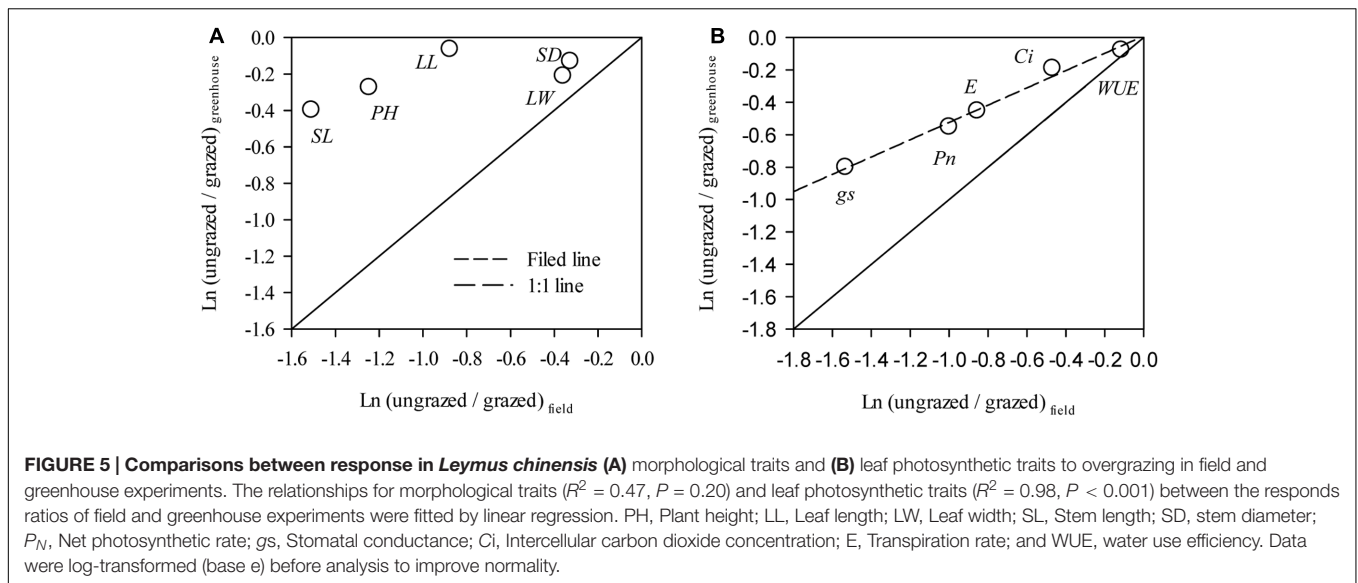 A
B
Ln (ungrazed / grazed) greenhouse
0.0
-0.2
-0.4
-0.6
-0.8
-1.0
-1.2
-1.4
-1.6
SL
PH
LL
SD
LW
Filed line
1:1 line
-1.6 -1.4 -1.2 -1.0 -0.8 -0.6 -0.4 -0.2 0.0
Ln (ungrazed / grazed) field
Ln (ungrazed / grazed) greenhouse
0.0
-0.2
-0.4
-0.6
-0.8
-1.0
-1.2
-1.4
-1.6
-1.8
gs
Pn
E
Ci
WUE
-1.8 -1.6 -1.4 -1.2 -1.0 -0.8 -0.6 -0.4 -0.2 0.0
Ln (ungrazed / grazed) field
FIGURE 5 | Comparisons between response in Leymus chinensis (A) morphological traits and (B) leaf photosynthetic traits to overgrazing in field and
greenhouse experiments. The relationships for morphological traits (R² = 0.47, P = 0.20) and leaf photosynthetic traits (R² = 0.98, P < 0.001) between the responds
ratios of field and greenhouse experiments were fitted by linear regression. PH, Plant height; LL, Leaf length; LW, Leaf width; SL, Stem length; SD, stem diameter;
PN, Net photosynthetic rate; gs, Stomatal conductance; Ci, Intercellular carbon dioxide concentration; E, Transpiration rate; and WUE, water use efficiency. Data
were log-transformed (base e) before analysis to improve normality.